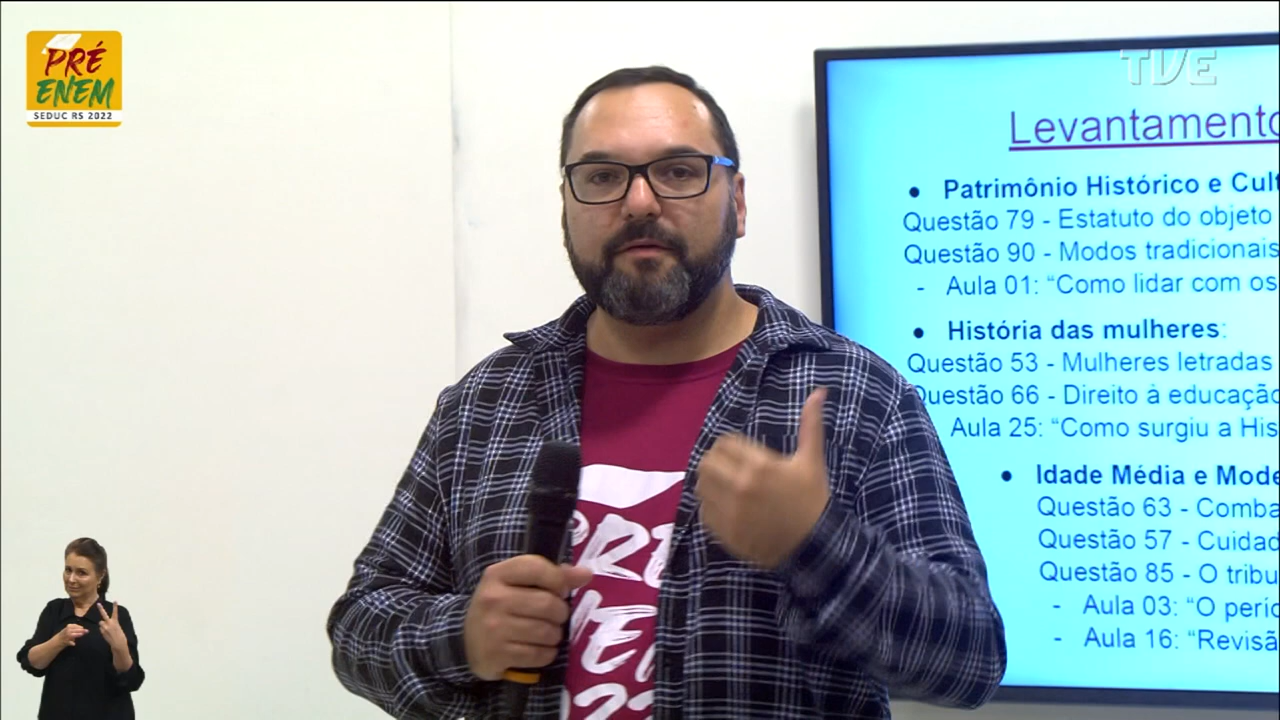 PRÉ
ENEM
SEDUC RS 2022
TVE
Levantamento
• Patrimônio Histórico e Cult
Questão 79 - Estatuto do objeto
Questão 90 - Modos tradicionais
- Aula 01: “Como lidar com os
• História das mulheres:
Questão 53 - Mulheres letradas
Questão 66 - Direito à educação
Aula 25: “Como surgiu a His
• Idade Média e Mode
Questão 63 - Comba
Questão 57 - Cuidad
Questão 85 - O tribu
- Aula 03: “O perío
- Aula 16: “Revisã
PRÉ
ENEM
2022